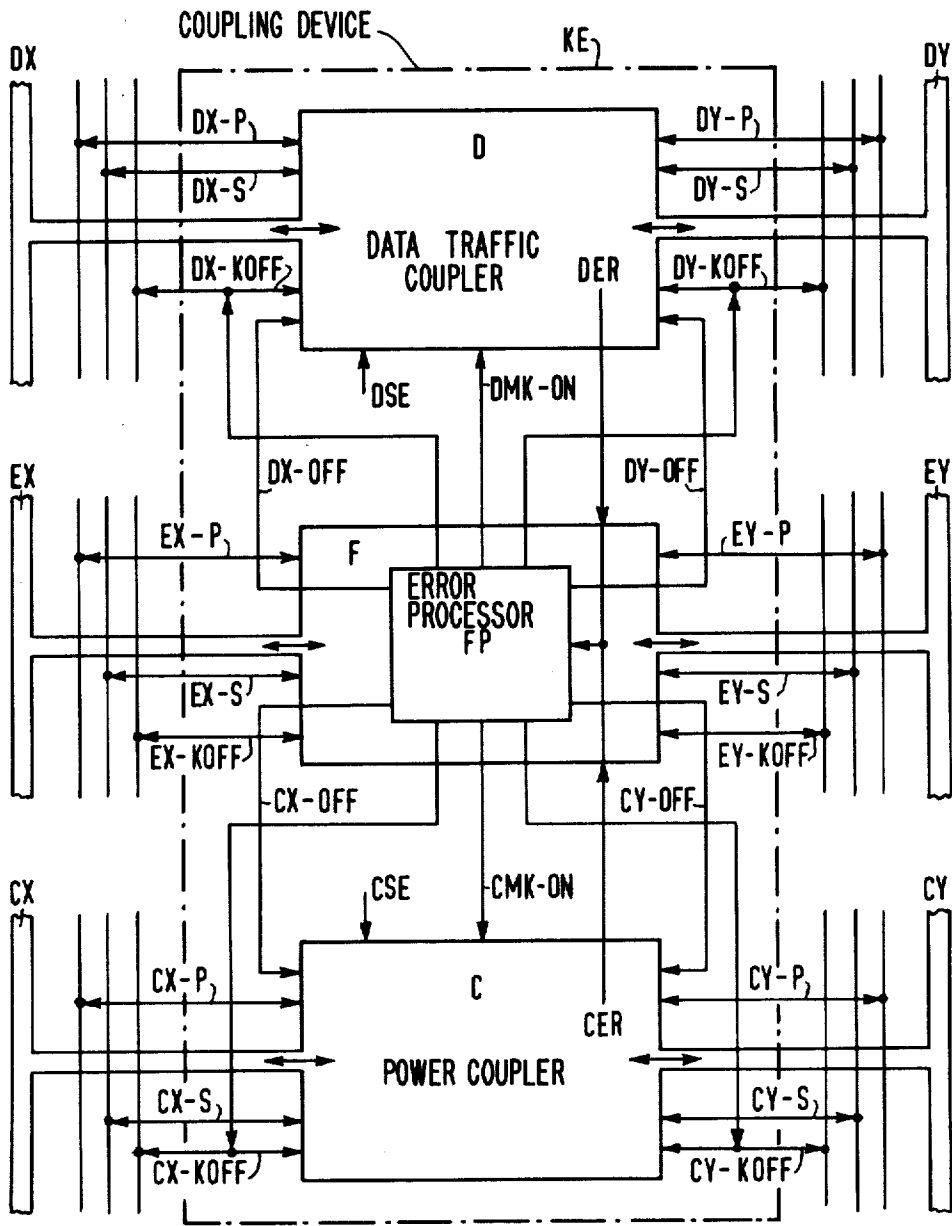 COUPLING DEVICE
KE
DX
DY
DX-P
DY-P
D
DX-S
DY-S
DATA TRAFFIC
COUPLER
DX-KOFF
DER
DY-KOFF
DSE
DMK-ON
DX-OFF
DY-OFF
EX
EY
EX-P
F
EY-P
ERROR
PROCESSOR
FP
EX-S
EY-S
EX-KOFF
EY-KOFF
CX-OFF
CY-OFF
CX
CSE
CMK-ON
CY
CX-P
C
CY-P
CER
POWER COUPLER
CX-S
CY-S
CX-KOFF
CY-KOFF